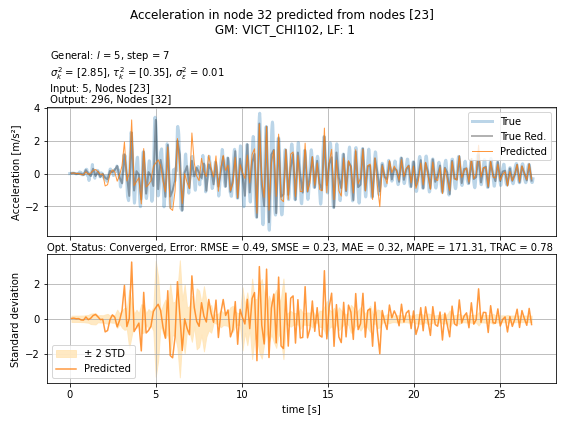 Acceleration in node 32 predicted from nodes [23]
GM: VICT_CHI102, LF: 1
General: l = 5, step = 7
σ²ₖ = [2.85], τ²ₖ = [0.35], σ²ε = 0.01
Input: 5, Nodes [23]
Output: 296, Nodes [32]
Acceleration [m/s²]
4
2
0
−2
True
True Red.
Predicted
Opt. Status: Converged, Error: RMSE = 0.49, SMSE = 0.23, MAE = 0.32, MAPE = 171.31, TRAC = 0.78
Standard deviation
2
0
−2
± 2 STD
Predicted
0 5 10 15 20 25
time [s]